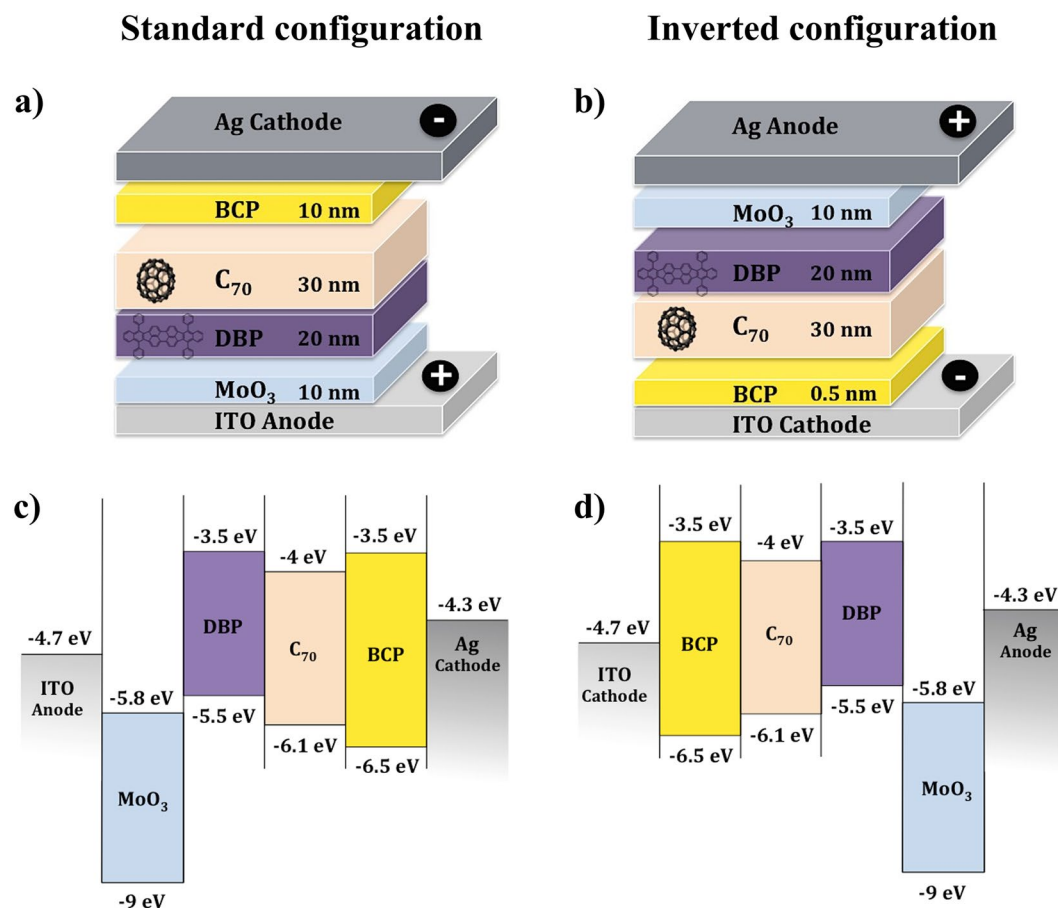 Standard configuration
Inverted configuration
a)
Ag Cathode
-
BCP 10 nm
C70 30 nm
DBP 20 nm
MoO3 10 nm
+
ITO Anode
b)
Ag Anode
+
MoO3 10 nm
DBP 20 nm
C70 30 nm
BCP 0.5 nm
-
ITO Cathode
c)
-3.5 eV
-4 eV
-3.5 eV
-4.3 eV
-4.7 eV
DBP
C70
BCP
Ag
Cathode
ITO
Anode
-5.8 eV
-5.5 eV
-6.1 eV
-6.5 eV
MoO3
-9 eV
d)
-3.5 eV
-4 eV
-3.5 eV
-4.3 eV
-4.7 eV
BCP
C70
DBP
Ag
Anode
ITO
Cathode
-5.8 eV
-5.5 eV
-6.1 eV
-6.5 eV
MoO3
-9 eV